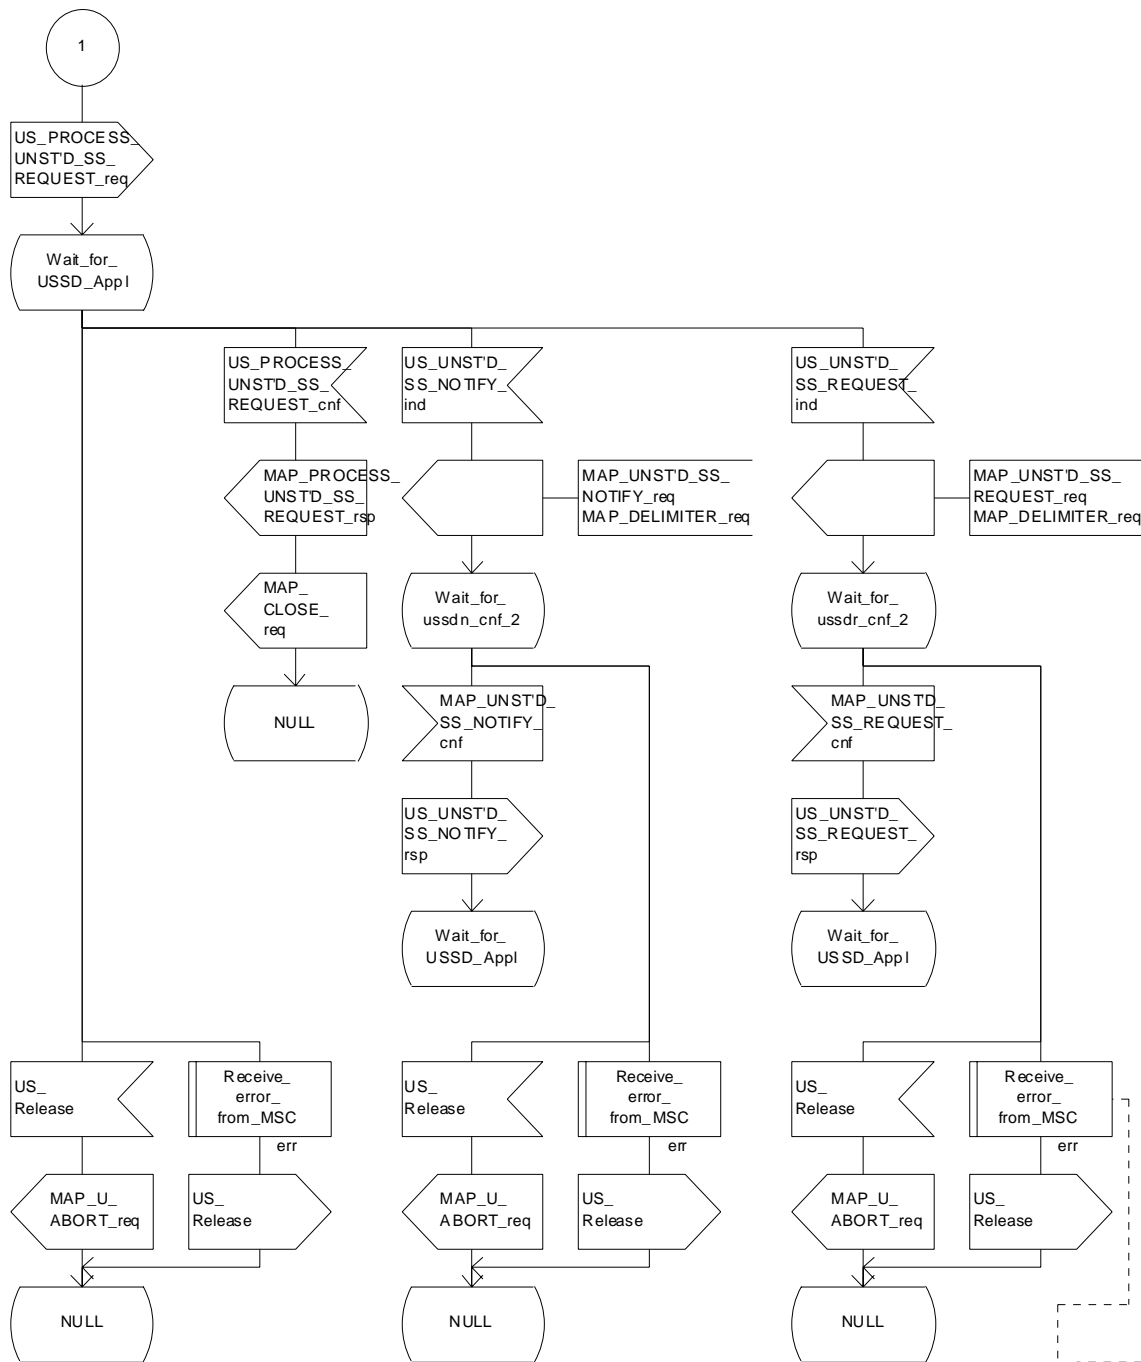 1
US_PROCESS_
UNST'D_SS_
REQUEST_req
Wait_for_
USSD_Appl
US_PROCESS_
UNST'D_SS_
REQUEST_cnf
US_UNST'D_
SS_NOTIFY_
ind
US_UNST'D_
SS_REQUEST_
ind
MAP_PROCESS_
UNST'D_SS_
REQUEST_rsp
MAP_UNST'D_SS_
NOTIFY_req
MAP_DELIMITER_req
MAP_UNST'D_SS_
REQUEST_req
MAP_DELIMITER_req
MAP_
CLOSE_
req
Wait_for_
ussdn_cnf_2
Wait_for_
ussdr_cnf_2
NULL
MAP_UNST'D_
SS_NOTIFY_
cnf
MAP_UNST'D_
SS_REQUEST_
cnf
US_UNST'D_
SS_NOTIFY_
rsp
US_UNST'D_
SS_REQUEST_
rsp
Wait_for_
USSD_Appl
Wait_for_
USSD_Appl
US_
Release
Receive_
error_
from_MSC
err
US_
Release
Receive_
error_
from_MSC
err
US_
Release
Receive_
error_
from_MSC
err
MAP_U_
ABORT_req
US_
Release
MAP_U_
ABORT_req
US_
Release
MAP_U_
ABORT_req
US_
Release
NULL
NULL
NULL